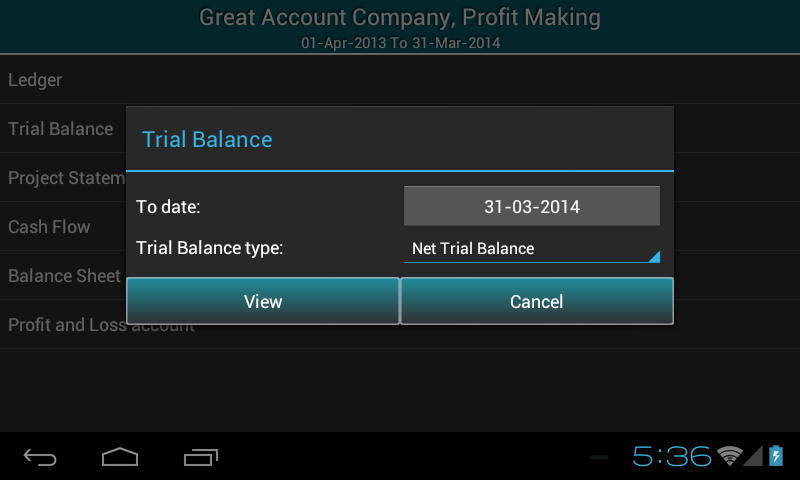 Great Account Company, Profit Making
01-Apr-2013 To 31-Mar-2014
Ledger
Trial Balance
Project Statem
Cash Flow
Balance Sheet
Profit and Loss account
Trial Balance
To date: 31-03-2014
Trial Balance type: Net Trial Balance
View Cancel
5:36